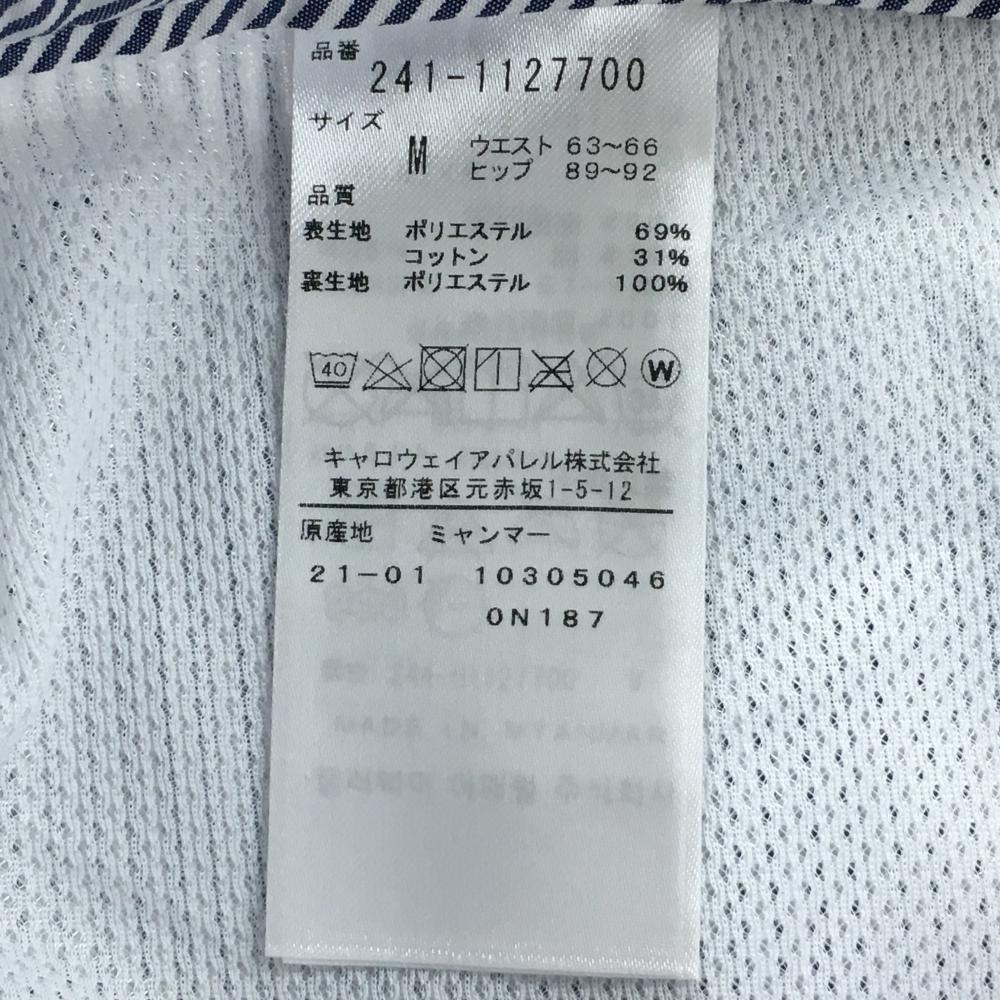 品番
241-1127700
サイズ
M ウエスト 63~66
ヒップ 89~92
品質
表生地 ポリエステル 69%
コットン 31%
裏生地 ポリエステル 100%
40 W
キャロウェイアパレル株式会社
東京都港区元赤坂1-5-12
原産地 ミャンマー
21-01 10305046
0N187